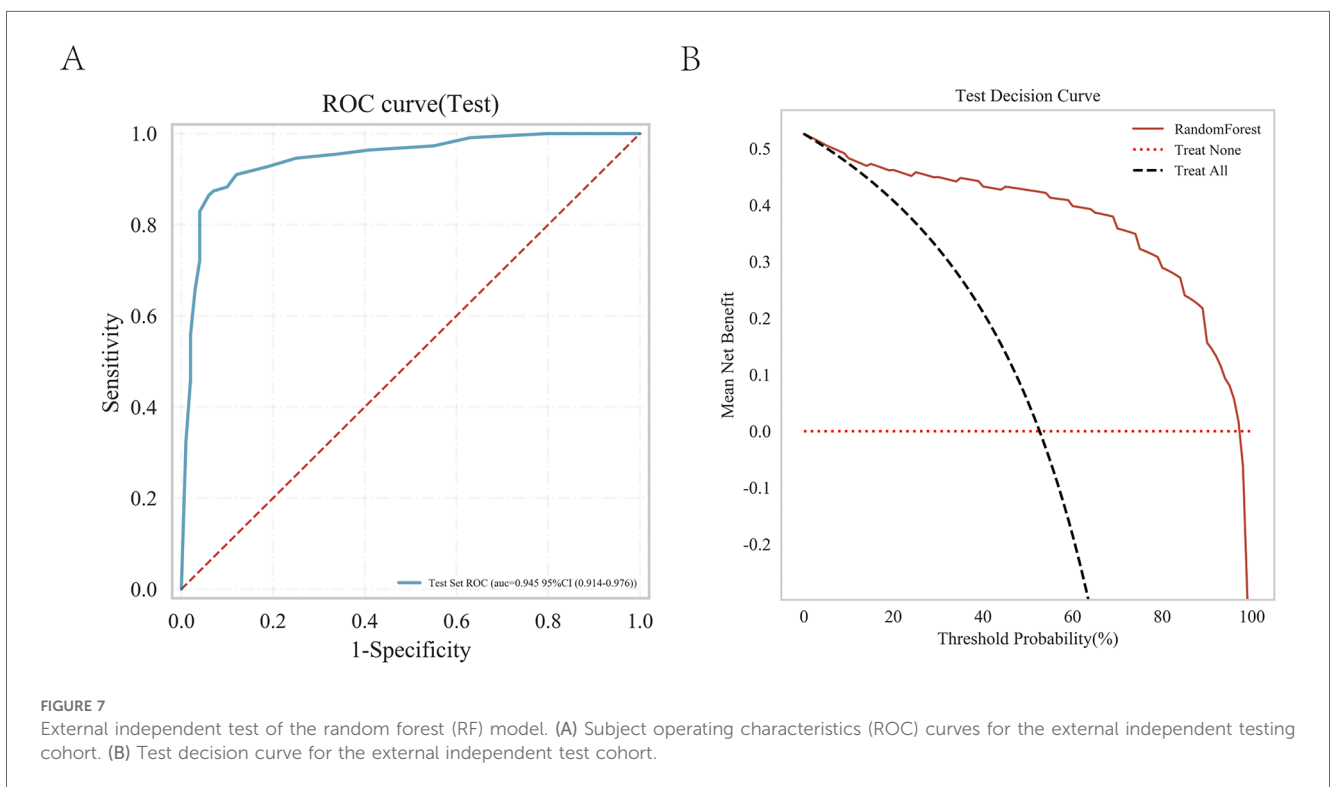 A
ROC curve(Test)
Sensitivity
1.0
0.8
0.6
0.4
0.2
0.0
Test Set ROC (auc=0.945 95%CI (0.914-0.976))
0.0 0.2 0.4 0.6 0.8 1.0
1-Specificity
B
Test Decision Curve
RandomForest
Treat None
Treat All
Mean Net Benefit
0.5
0.4
0.3
0.2
0.1
0.0
-0.1
-0.2
0 20 40 60 80 100
Threshold Probability(%)
FIGURE 7
External independent test of the random forest (RF) model. (A) Subject operating characteristics (ROC) curves for the external independent testing
cohort. (B) Test decision curve for the external independent test cohort.